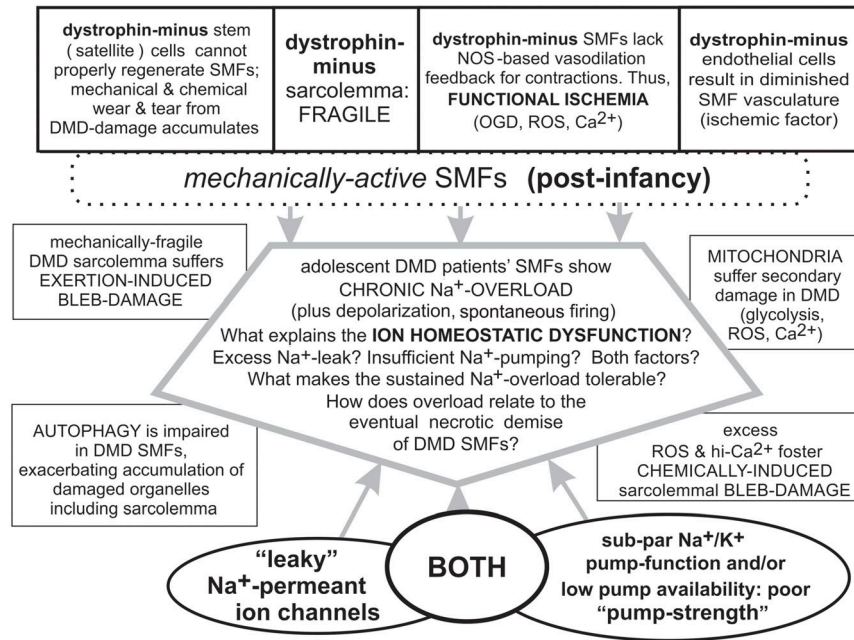 dystrophin-minus stem
(satellite) cells cannot
properly regenerate SMFs;
mechanical & chemical
wear & tear from
DMD-damage accumulates
dystrophin-
minus
sarcolemma:
FRAGILE
dystrophin-minus SMFs lack
NOS-based vasodilation
feedback for contractions. Thus,
FUNCTIONAL ISCHEMIA
(OGD, ROS, Ca2+)
dystrophin-minus
endothelial cells
result in diminished
SMF vasculature
(ischemic factor)
mechanically-active SMFs (post-infancy)
mechanically-fragile
DMD sarcolemma suffers
EXERTION-INDUCED
BLEB-DAMAGE
adolescent DMD patients' SMFs show
CHRONIC Na+-OVERLOAD
(plus depolarization, spontaneous firing)
What explains the ION HOMEOSTATIC DYSFUNCTION?
Excess Na+-leak? Insufficient Na+-pumping? Both factors?
What makes the sustained Na+-overload tolerable?
How does overload relate to the
eventual necrotic demise
of DMD SMFs?
MITOCHONDRIA
suffer secondary
damage in DMD
(glycolysis,
ROS, Ca2+)
AUTOPHAGY is impaired
in DMD SMFs,
exacerbating accumulation of
damaged organelles
including sarcolemma
excess
ROS & hi-Ca2+ foster
CHEMICALLY-INDUCED
sarcolemmal BLEB-DAMAGE
"leaky"
Na+-permeant
ion channels
BOTH
sub-par Na+/K+
pump-function and/or
low pump availability: poor
"pump-strength"